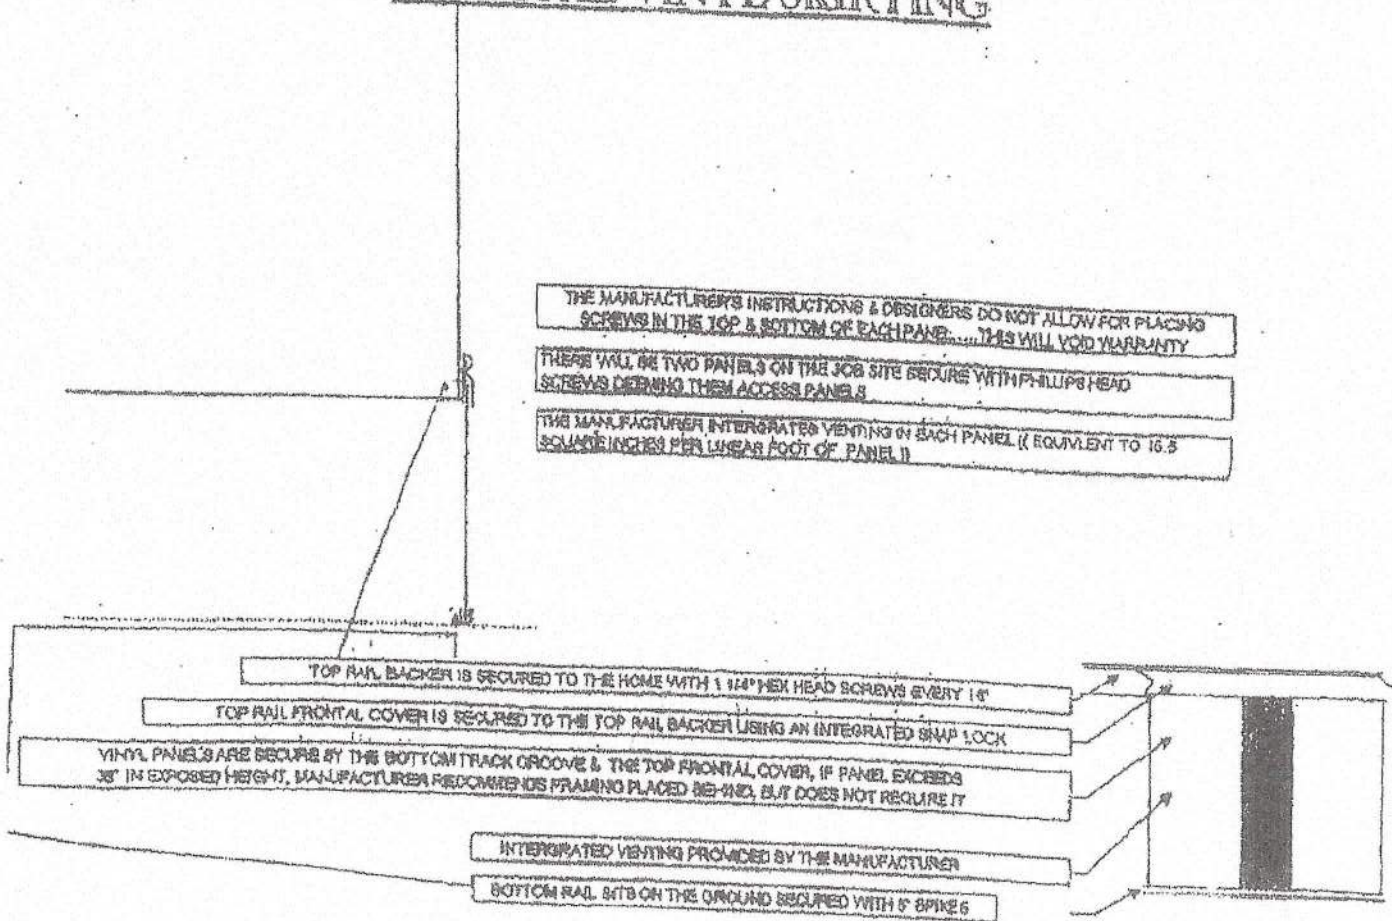 VINYL SKIRTING
THE MANUFACTURER'S INSTRUCTIONS & DESIGNERS DO NOT ALLOW FOR PLACING
SCREWS IN THE TOP & BOTTOM OF EACH PANEL.....THIS WILL VOID WARRUNTY
THERE WILL BE TWO PANELS ON THE JOB SITE SECURE WITH PHILLIPS HEAD
SCREWS DEEMING THEM ACCESS PANELS
THE MANUFACTURER INTERGRATES VENTING IN EACH PANEL (( EQUIVLENT TO 16.5
SQUARE INCHES PER LINEAR FOOT OF PANEL ))
TOP RAIL BACKER IS SECURED TO THE HOME WITH 1 1/4" HEX HEAD SCREWS EVERY 16"
TOP RAIL FRONTAL COVER IS SECURED TO THE TOP RAIL BACKER USING AN INTEGRATED SNAP LOCK
VINYL PANELS ARE SECURE BY THE BOTTOM TRACK GROOVE & THE TOP FRONTAL COVER, IF PANEL EXCEEDS
IN EXPOSED HEIGHT, MANUFACTURER RECOMMENDS FRAMING PLACED BEHIND, BUT DOES NOT REQUIRE IT
INTERGRATED VENTING PROVIDED BY THE MANUFACTURER
BOTTOM RAIL SITS ON THE GROUND SECURED WITH SPIKES